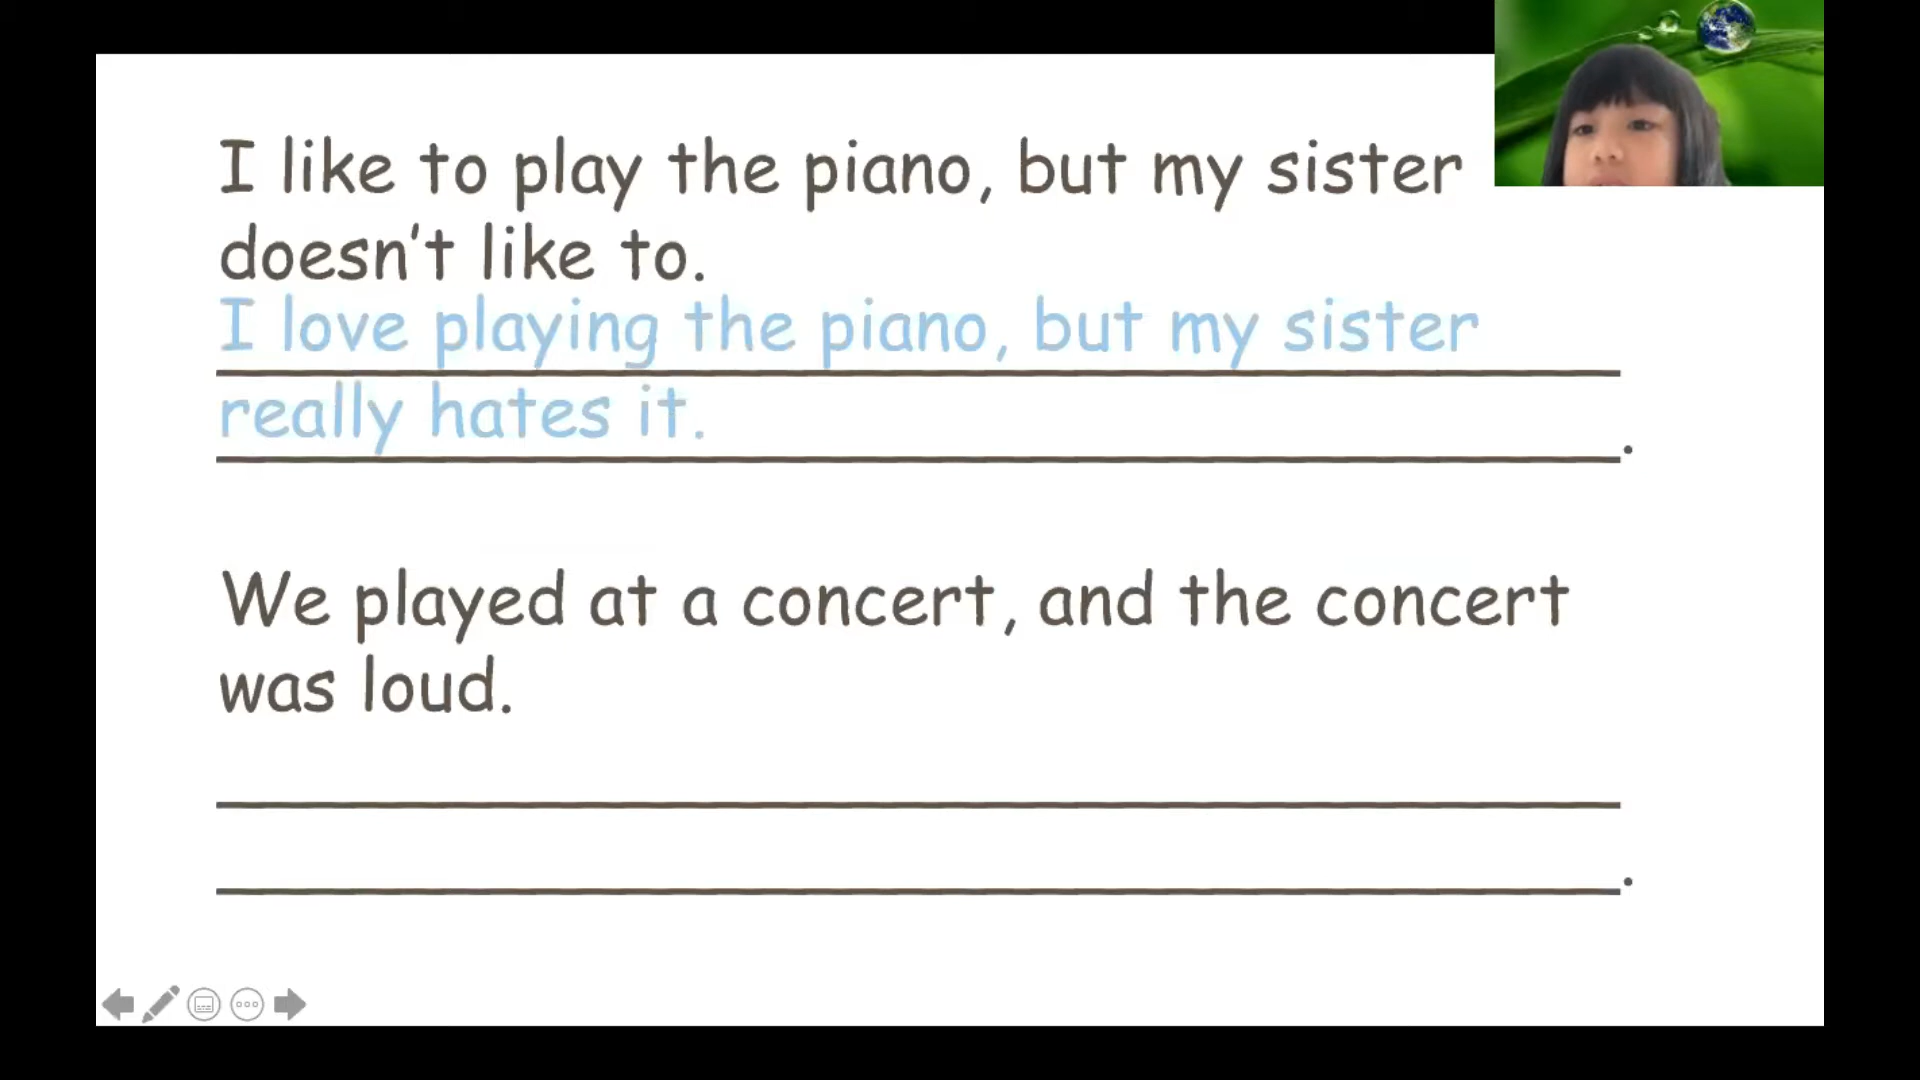 I like to play the piano, but my sister
doesn't like to.
I love playing the piano, but my sister
really hates it.
.
We played at a concert, and the concert
was loud.
.